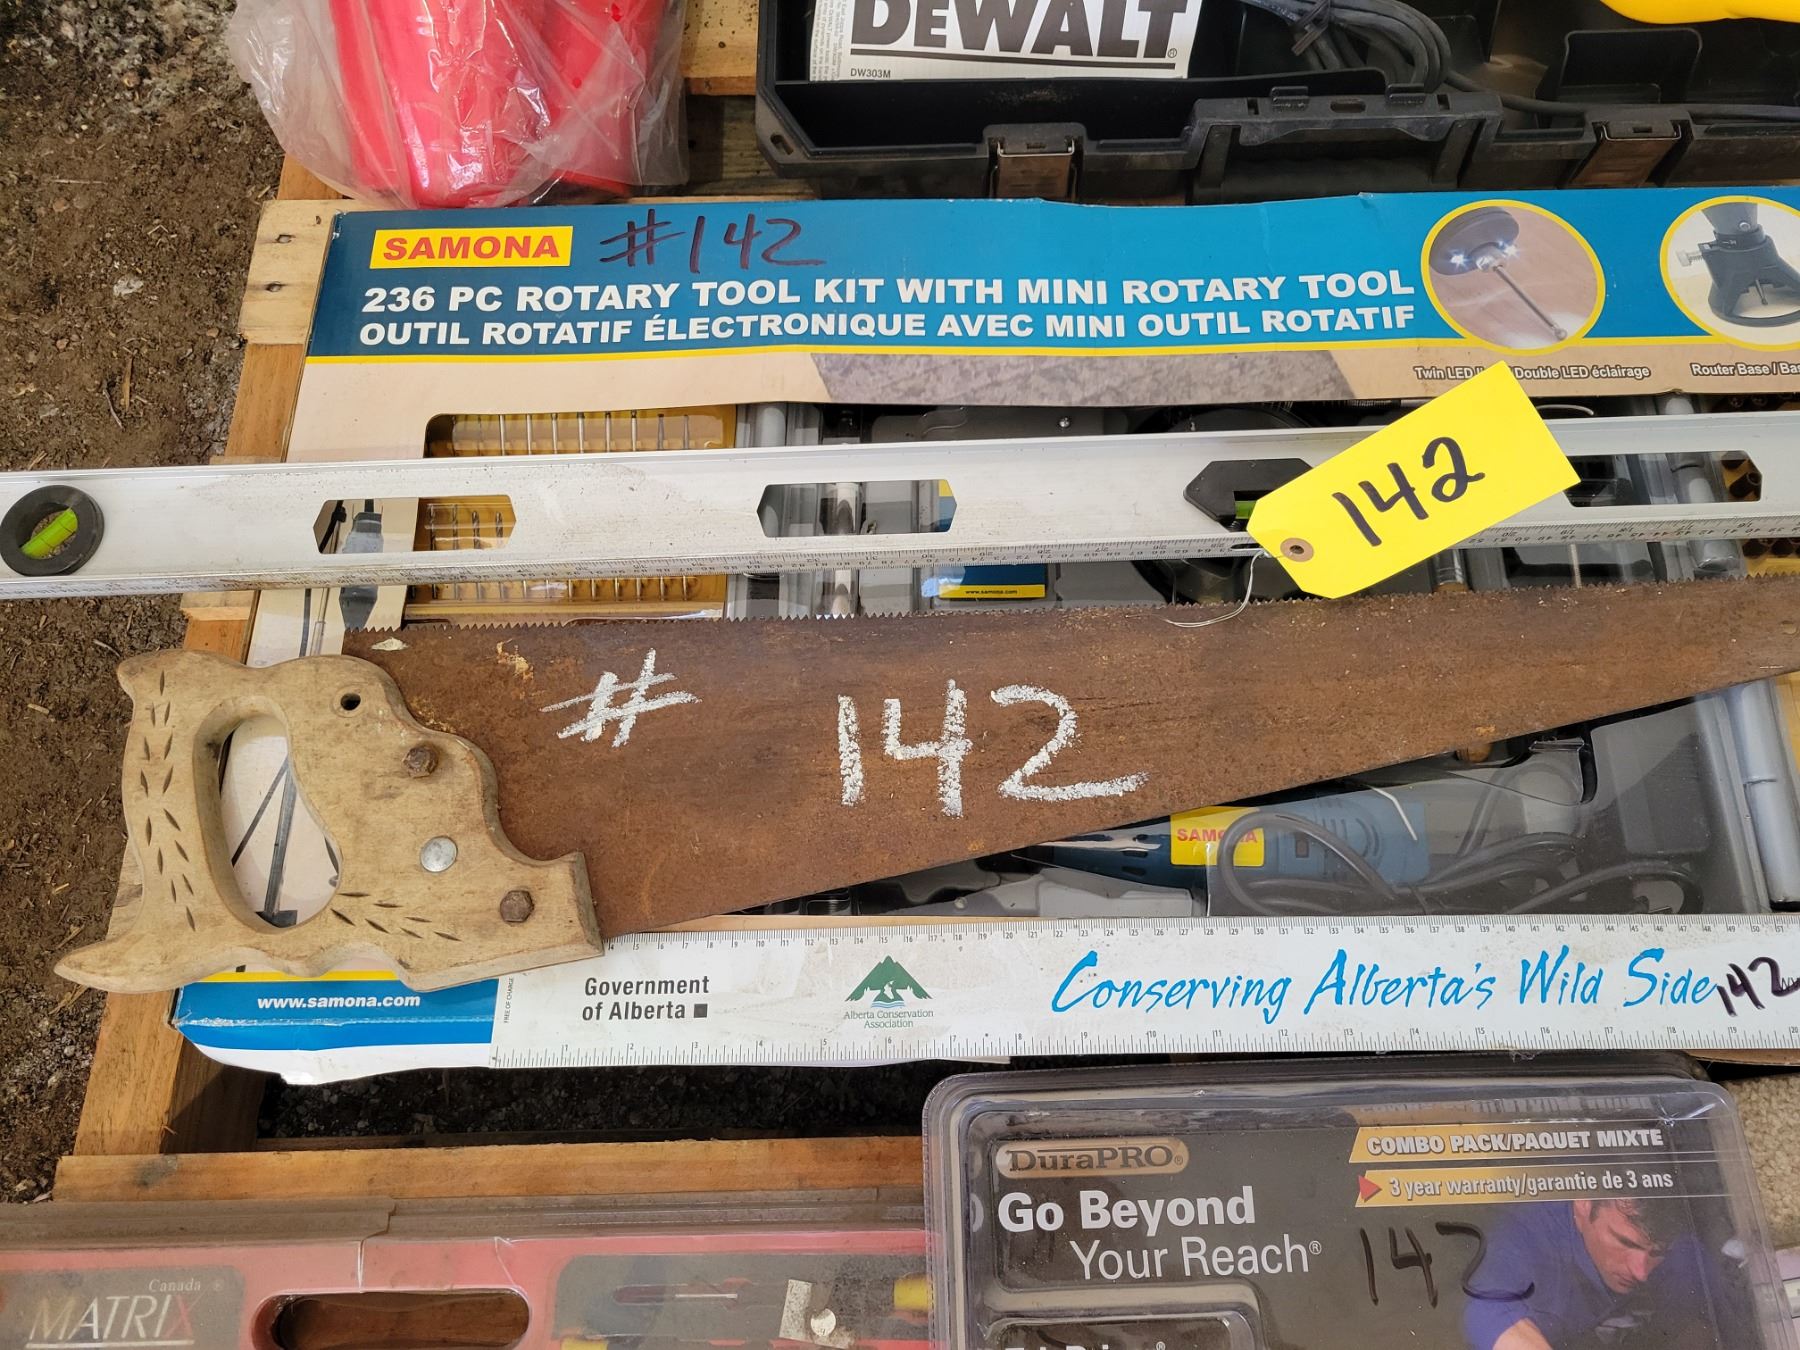 DEWALT
DW303M
SAMONA #142
236 PC ROTARY TOOL KIT WITH MINI ROTARY TOOL
OUTIL ROTATIF ÉLECTRONIQUE AVEC MINI OUTIL ROTATIF
Double LED éclairage
Router Base /
142
www.samona.com
# 142
SAMONA
Government
of Alberta
Alberta Conservation
Association
Conserving Alberta's Wild Side
142
www.samona.com
DuraPRO
COMBO PACK/PAQUET MIXTE
3 year warranty/garantie de 3 ans
Go Beyond
Your Reach®
142
Canada
MATRIX